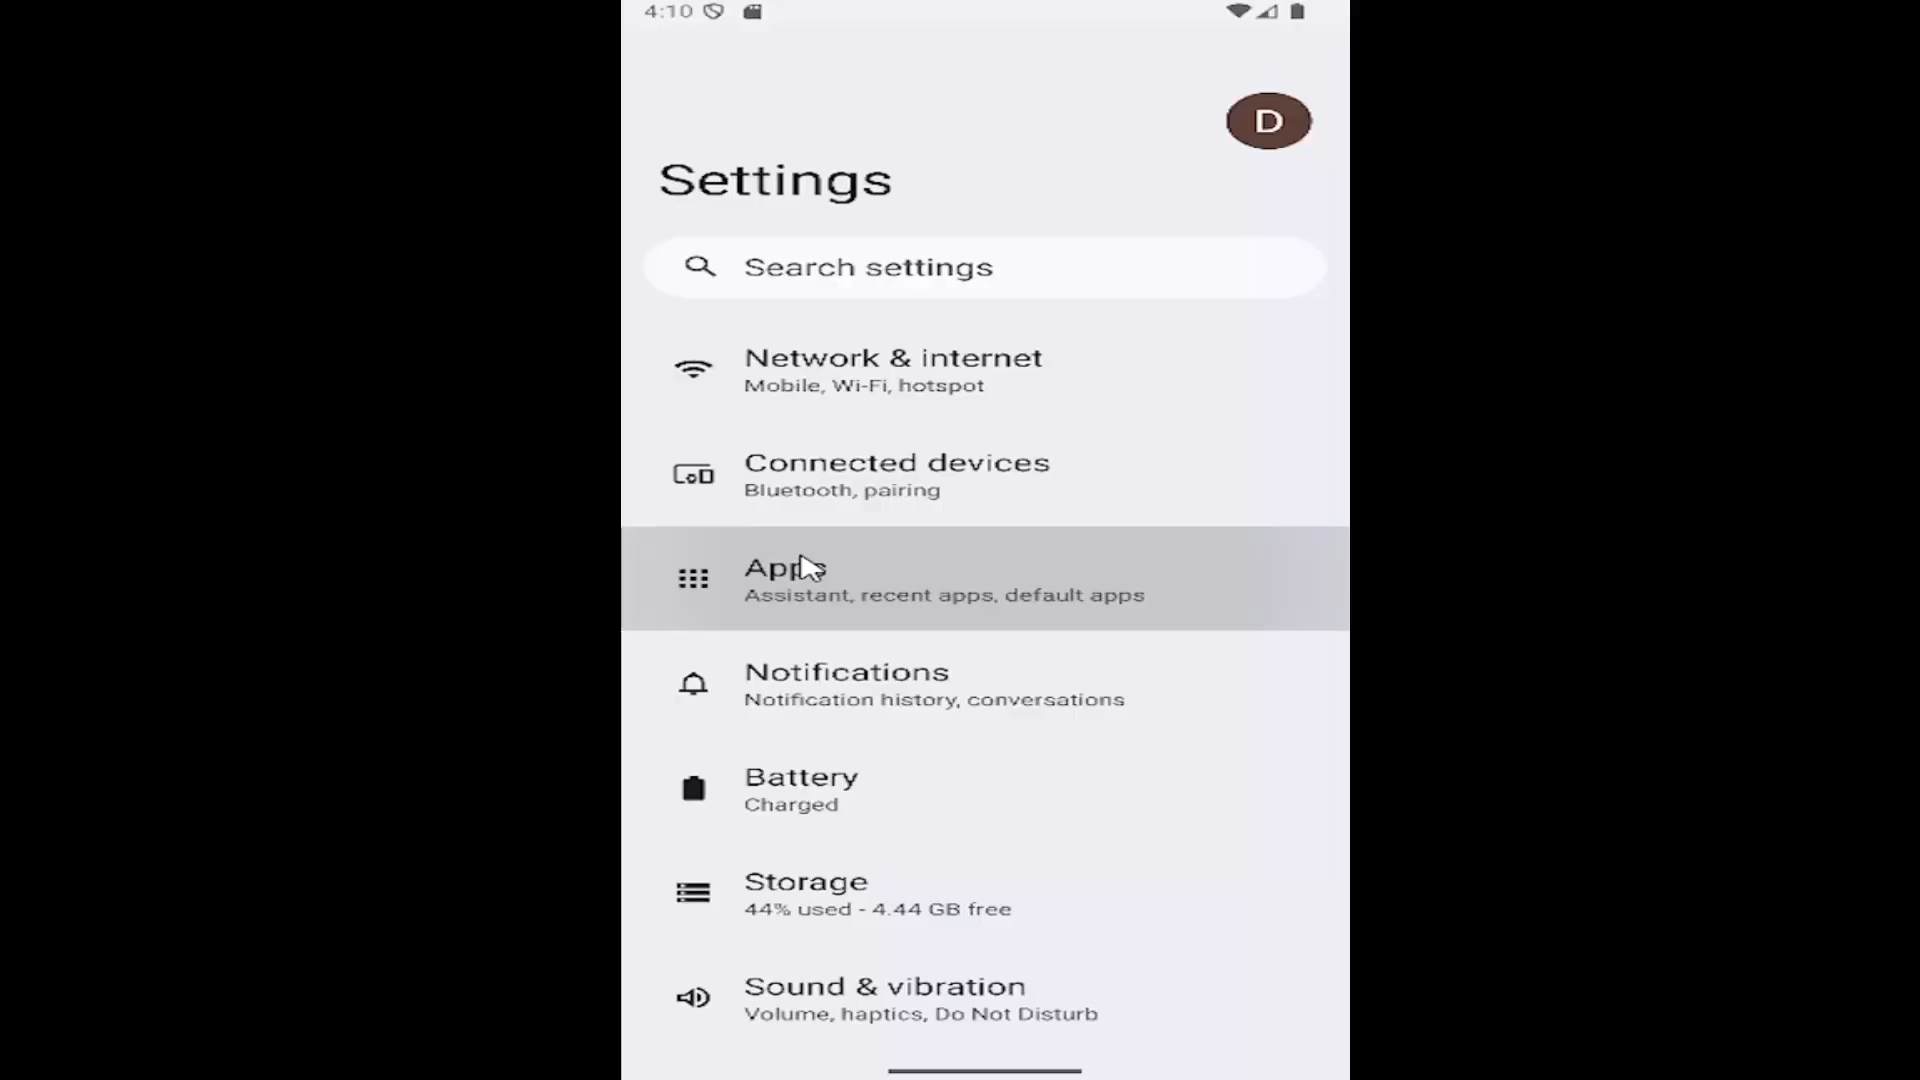 4:10
D
Settings
Search settings
Network & internet
Mobile, Wi-Fi, hotspot
Connected devices
Bluetooth, pairing
Apps
Assistant, recent apps, default apps
Notifications
Notification history, conversations
Battery
Charged
Storage
44% used - 4.44 GB free
Sound & vibration
Volume, haptics, Do Not Disturb